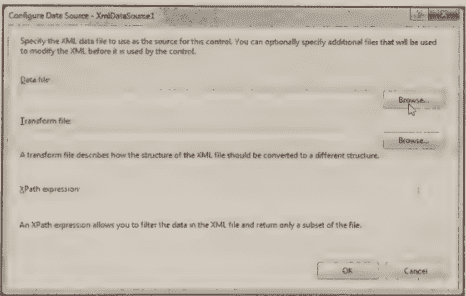 Configure Data Source - XmlDataSource1
Specify the XML data file to use as the source for this control. You can optionally specify additional files that will be used
to modify the XML before it is used by the control.
Data file:
Browse...
Transform file:
Browse...
A transform file describes how the structure of the XML file should be converted to a different structure.
XPath expression:
An XPath expression allows you to filter the data in the XML file and return only a subset of the file.
OK Cancel